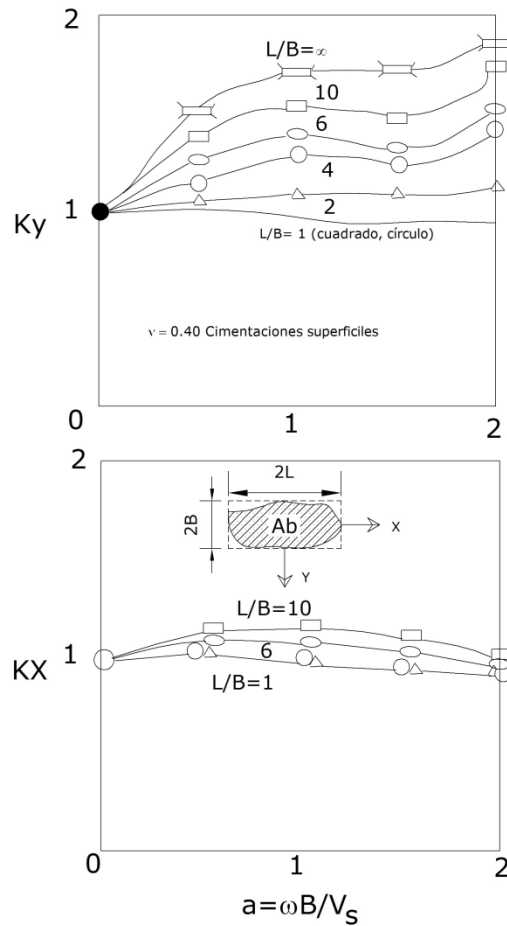 2
L/B=∞
10
6
4
2
L/B= 1 (cuadrado, círculo)
Ky
1
ν = 0.40 Cimentaciones superficiles
0
1
2
2
2L
2B
Ab
X
Y
L/B=10
6
L/B=1
KX
1
0
1
2
a=ωB/Vs